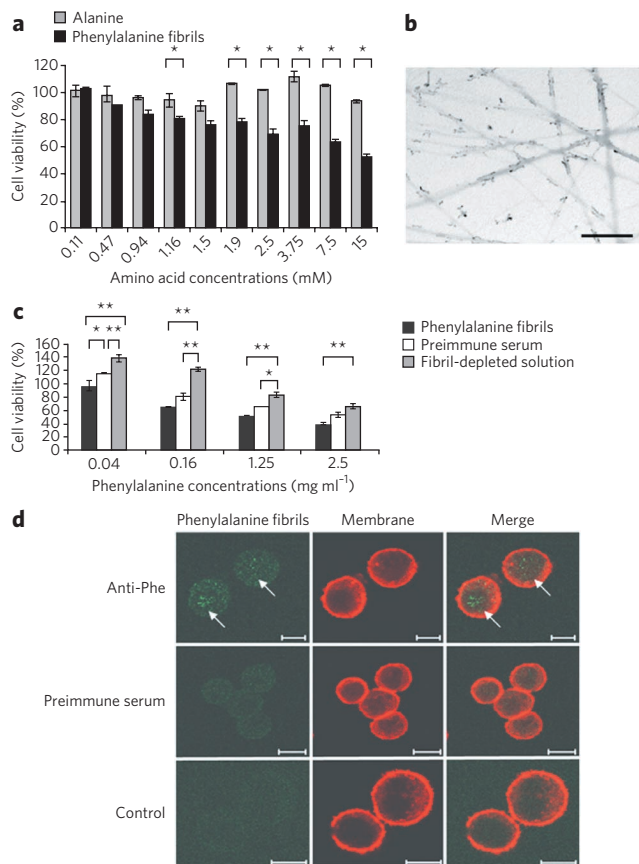 a
Alanine
Phenylalanine fibrils
* * * * * *
120
100
80
60
40
20
0
Cell viability (%)
0.11 0.47 0.94 1.16 1.5 1.9 2.5 3.75 7.5 15
Amino acid concentrations (mM)
b
c
Phenylalanine fibrils
Preimmune serum
Fibril-depleted solution
** ** ** **
* ** ** *
160
140
120
100
80
60
40
20
0
Cell viability (%)
0.04 0.16 1.25 2.5
Phenylalanine concentrations (mg ml⁻¹)
d
Phenylalanine fibrils Membrane Merge
Anti-Phe
Preimmune serum
Control